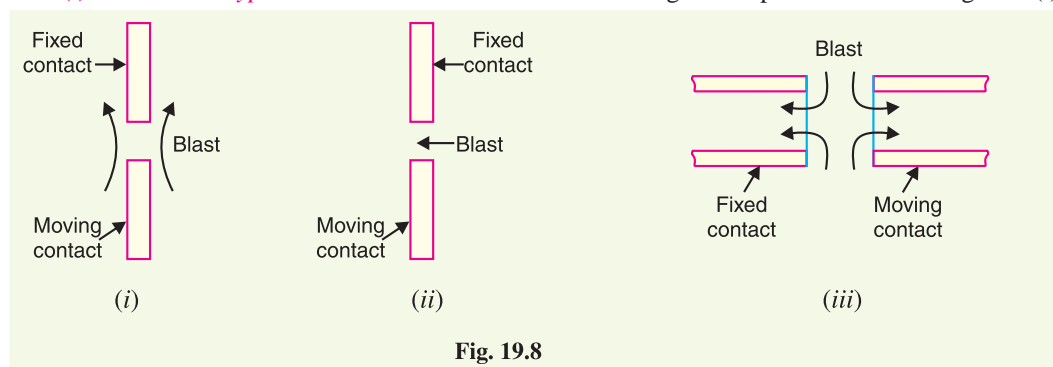 Fixed
contact
Blast
Moving
contact
(i)
Fixed
contact
Blast
Moving
contact
(ii)
Blast
Fixed
contact
Moving
contact
(iii)
Fig. 19.8